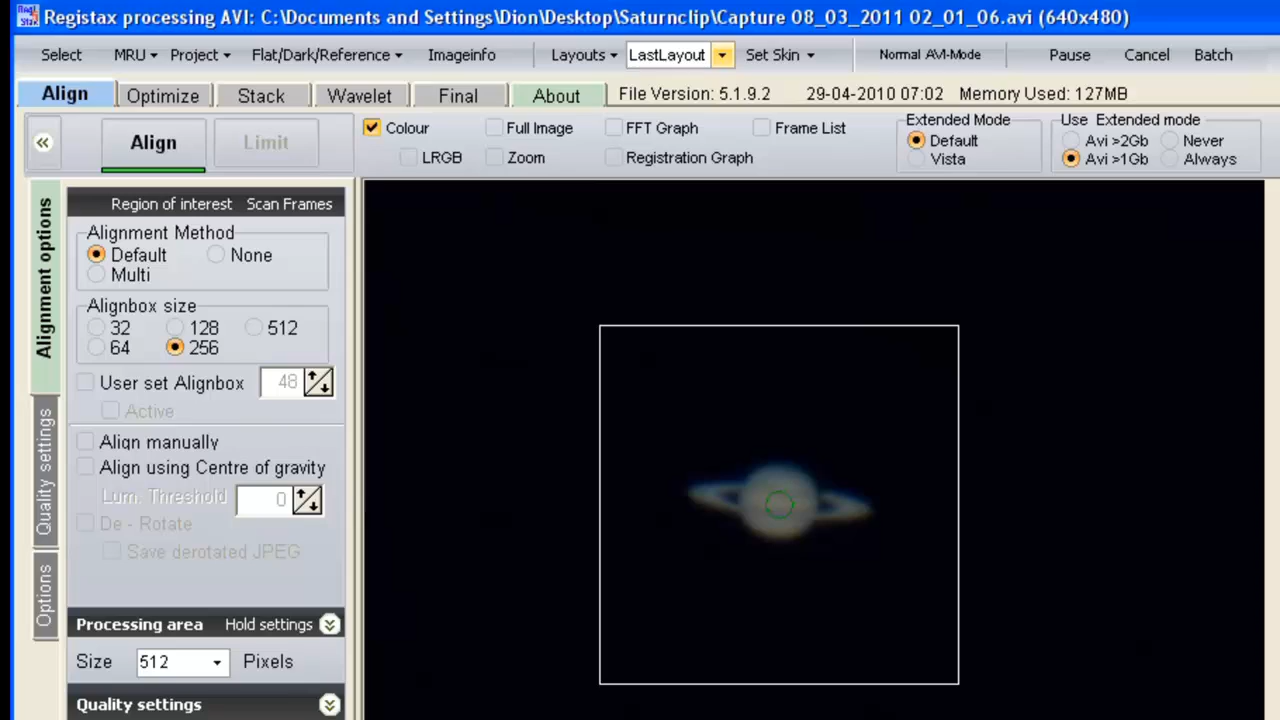 Registax processing AVI: C:\Documents and Settings\Dion\Desktop\Saturnclip\Capture 08_03_2011 02_01_06.avi (640x480)
Select MRU Project Flat/Dark/Reference Imageinfo Layouts LastLayout Set Skin Normal AVI-Mode Pause Cancel Batch
Align Optimize Stack Wavelet Final About File Version: 5.1.9.2 29-04-2010 07:02 Memory Used: 127MB
Align Limit
Colour Full Image FFT Graph Frame List
LRGB Zoom Registration Graph
Extended Mode
Default
Vista
Use Extended mode
Avi >2Gb Never
Avi >1Gb Always
Alignment options
Quality settings
Options
Region of interest Scan Frames
Alignment Method
Default None
Multi
Alignbox size
32 128 512
64 256
User set Alignbox 48
Active
Align manually
Align using Centre of gravity
Lum. Threshold 0
De - Rotate
Save derotated JPEG
Processing area Hold settings
Size 512 Pixels
Quality settings